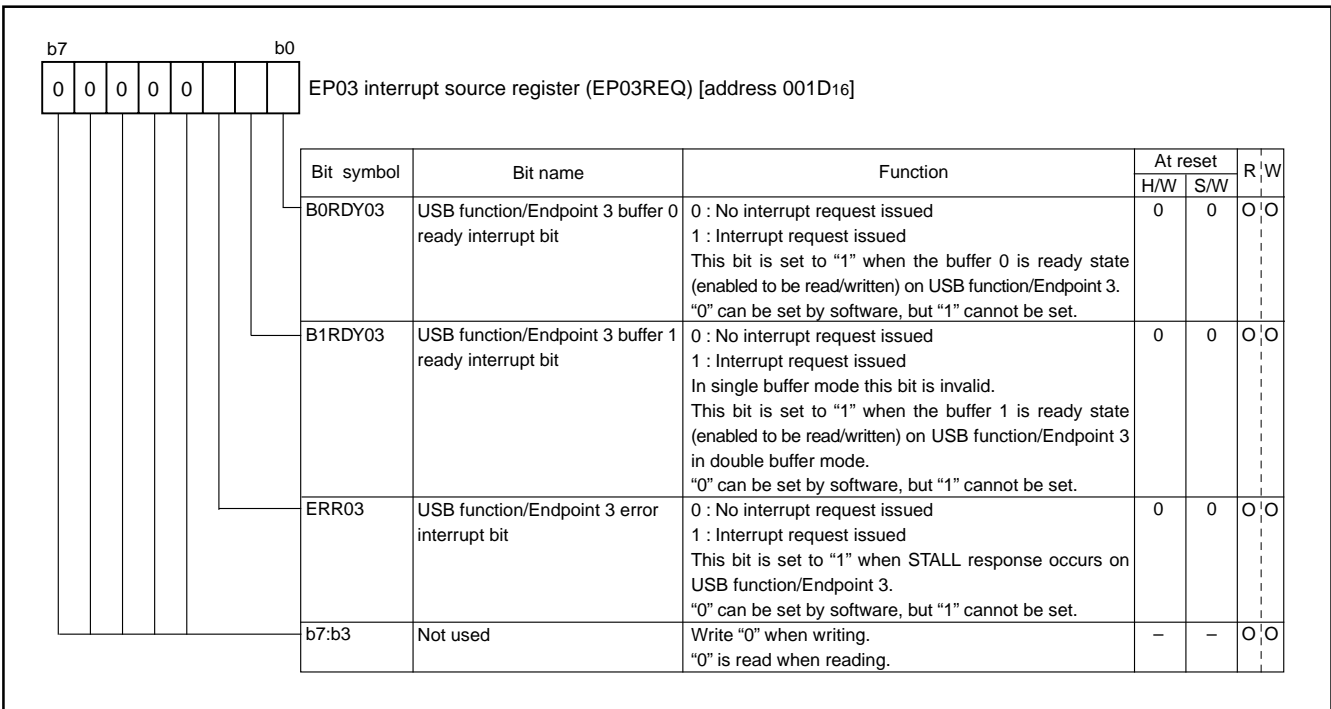 b7 b0
0 0 0 0 0
EP03 interrupt source register (EP03REQ) [address 001D16]
Bit symbol Bit name Function At reset R W
H/W S/W
B0RDY03 USB function/Endpoint 3 buffer 0 0 : No interrupt request issued 0 0 O O
ready interrupt bit 1 : Interrupt request issued
This bit is set to “1” when the buffer 0 is ready state
(enabled to be read/written) on USB function/Endpoint 3.
“0” can be set by software, but “1” cannot be set.
B1RDY03 USB function/Endpoint 3 buffer 1 0 : No interrupt request issued 0 0 O O
ready interrupt bit 1 : Interrupt request issued
In single buffer mode this bit is invalid.
This bit is set to “1” when the buffer 1 is ready state
(enabled to be read/written) on USB function/Endpoint 3
in double buffer mode.
“0” can be set by software, but “1” cannot be set.
ERR03 USB function/Endpoint 3 error 0 : No interrupt request issued 0 0 O O
interrupt bit 1 : Interrupt request issued
This bit is set to “1” when STALL response occurs on
USB function/Endpoint 3.
“0” can be set by software, but “1” cannot be set.
b7:b3 Not used Write “0” when writing. – – O O
“0” is read when reading.